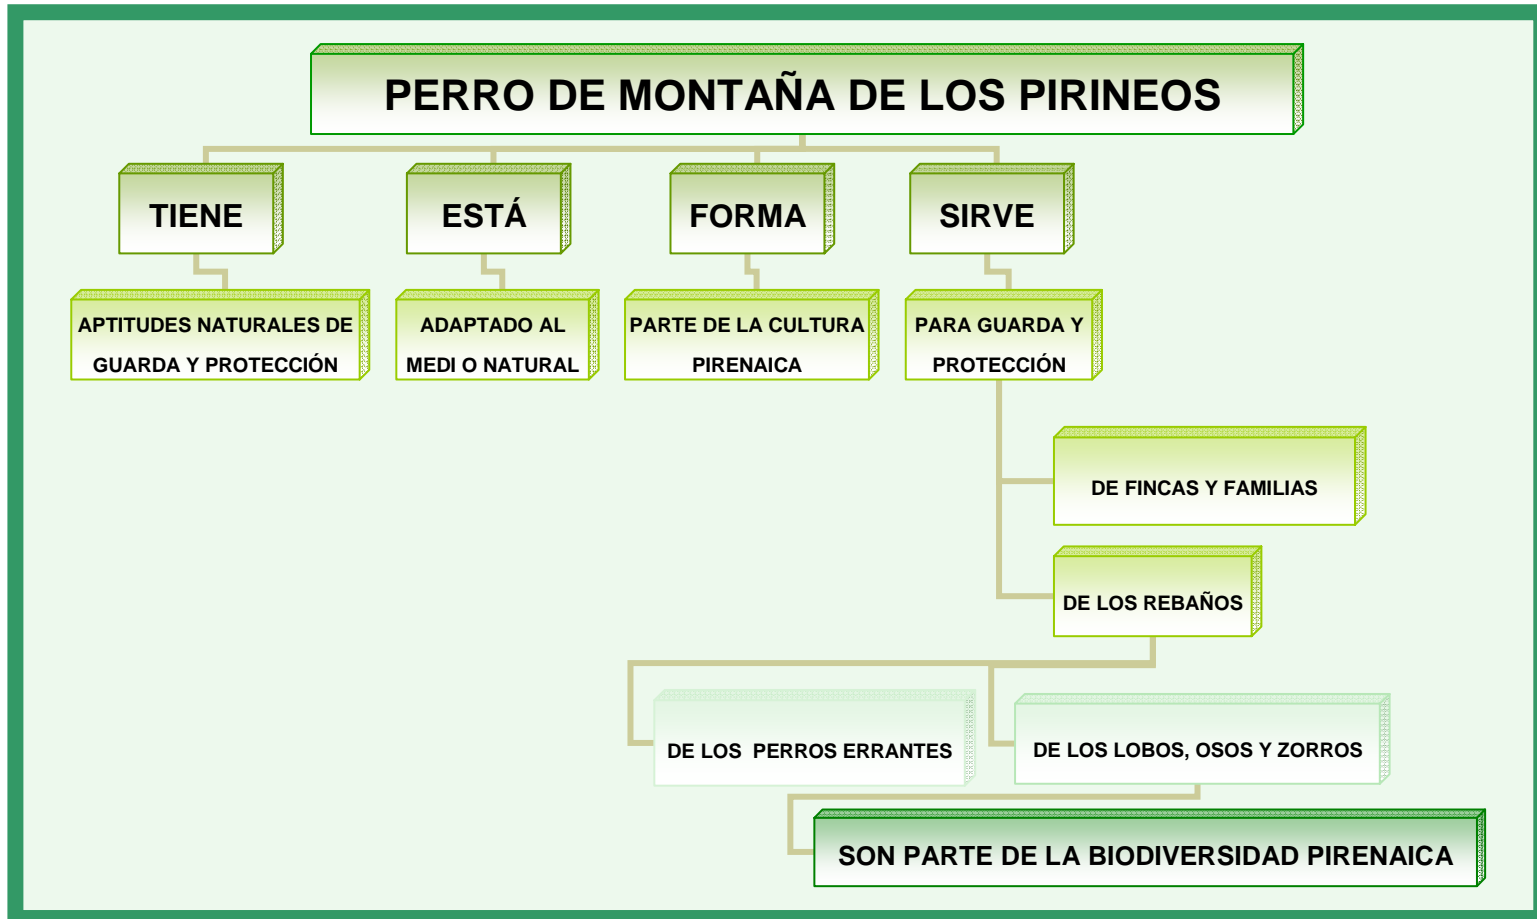 PERRO DE MONTAÑA DE LOS PIRINEOS
TIENE
ESTÁ
FORMA
SIRVE
APTITUDES NATURALES DE
GUARDA Y PROTECCIÓN
ADAPTADO AL
MEDI O NATURAL
PARTE DE LA CULTURA
PIRENAICA
PARA GUARDA Y
PROTECCIÓN
DE FINCAS Y FAMILIAS
DE LOS REBAÑOS
DE LOS PERROS ERRANTES
DE LOS LOBOS, OSOS Y ZORROS
SON PARTE DE LA BIODIVERSIDAD PIRENAICA